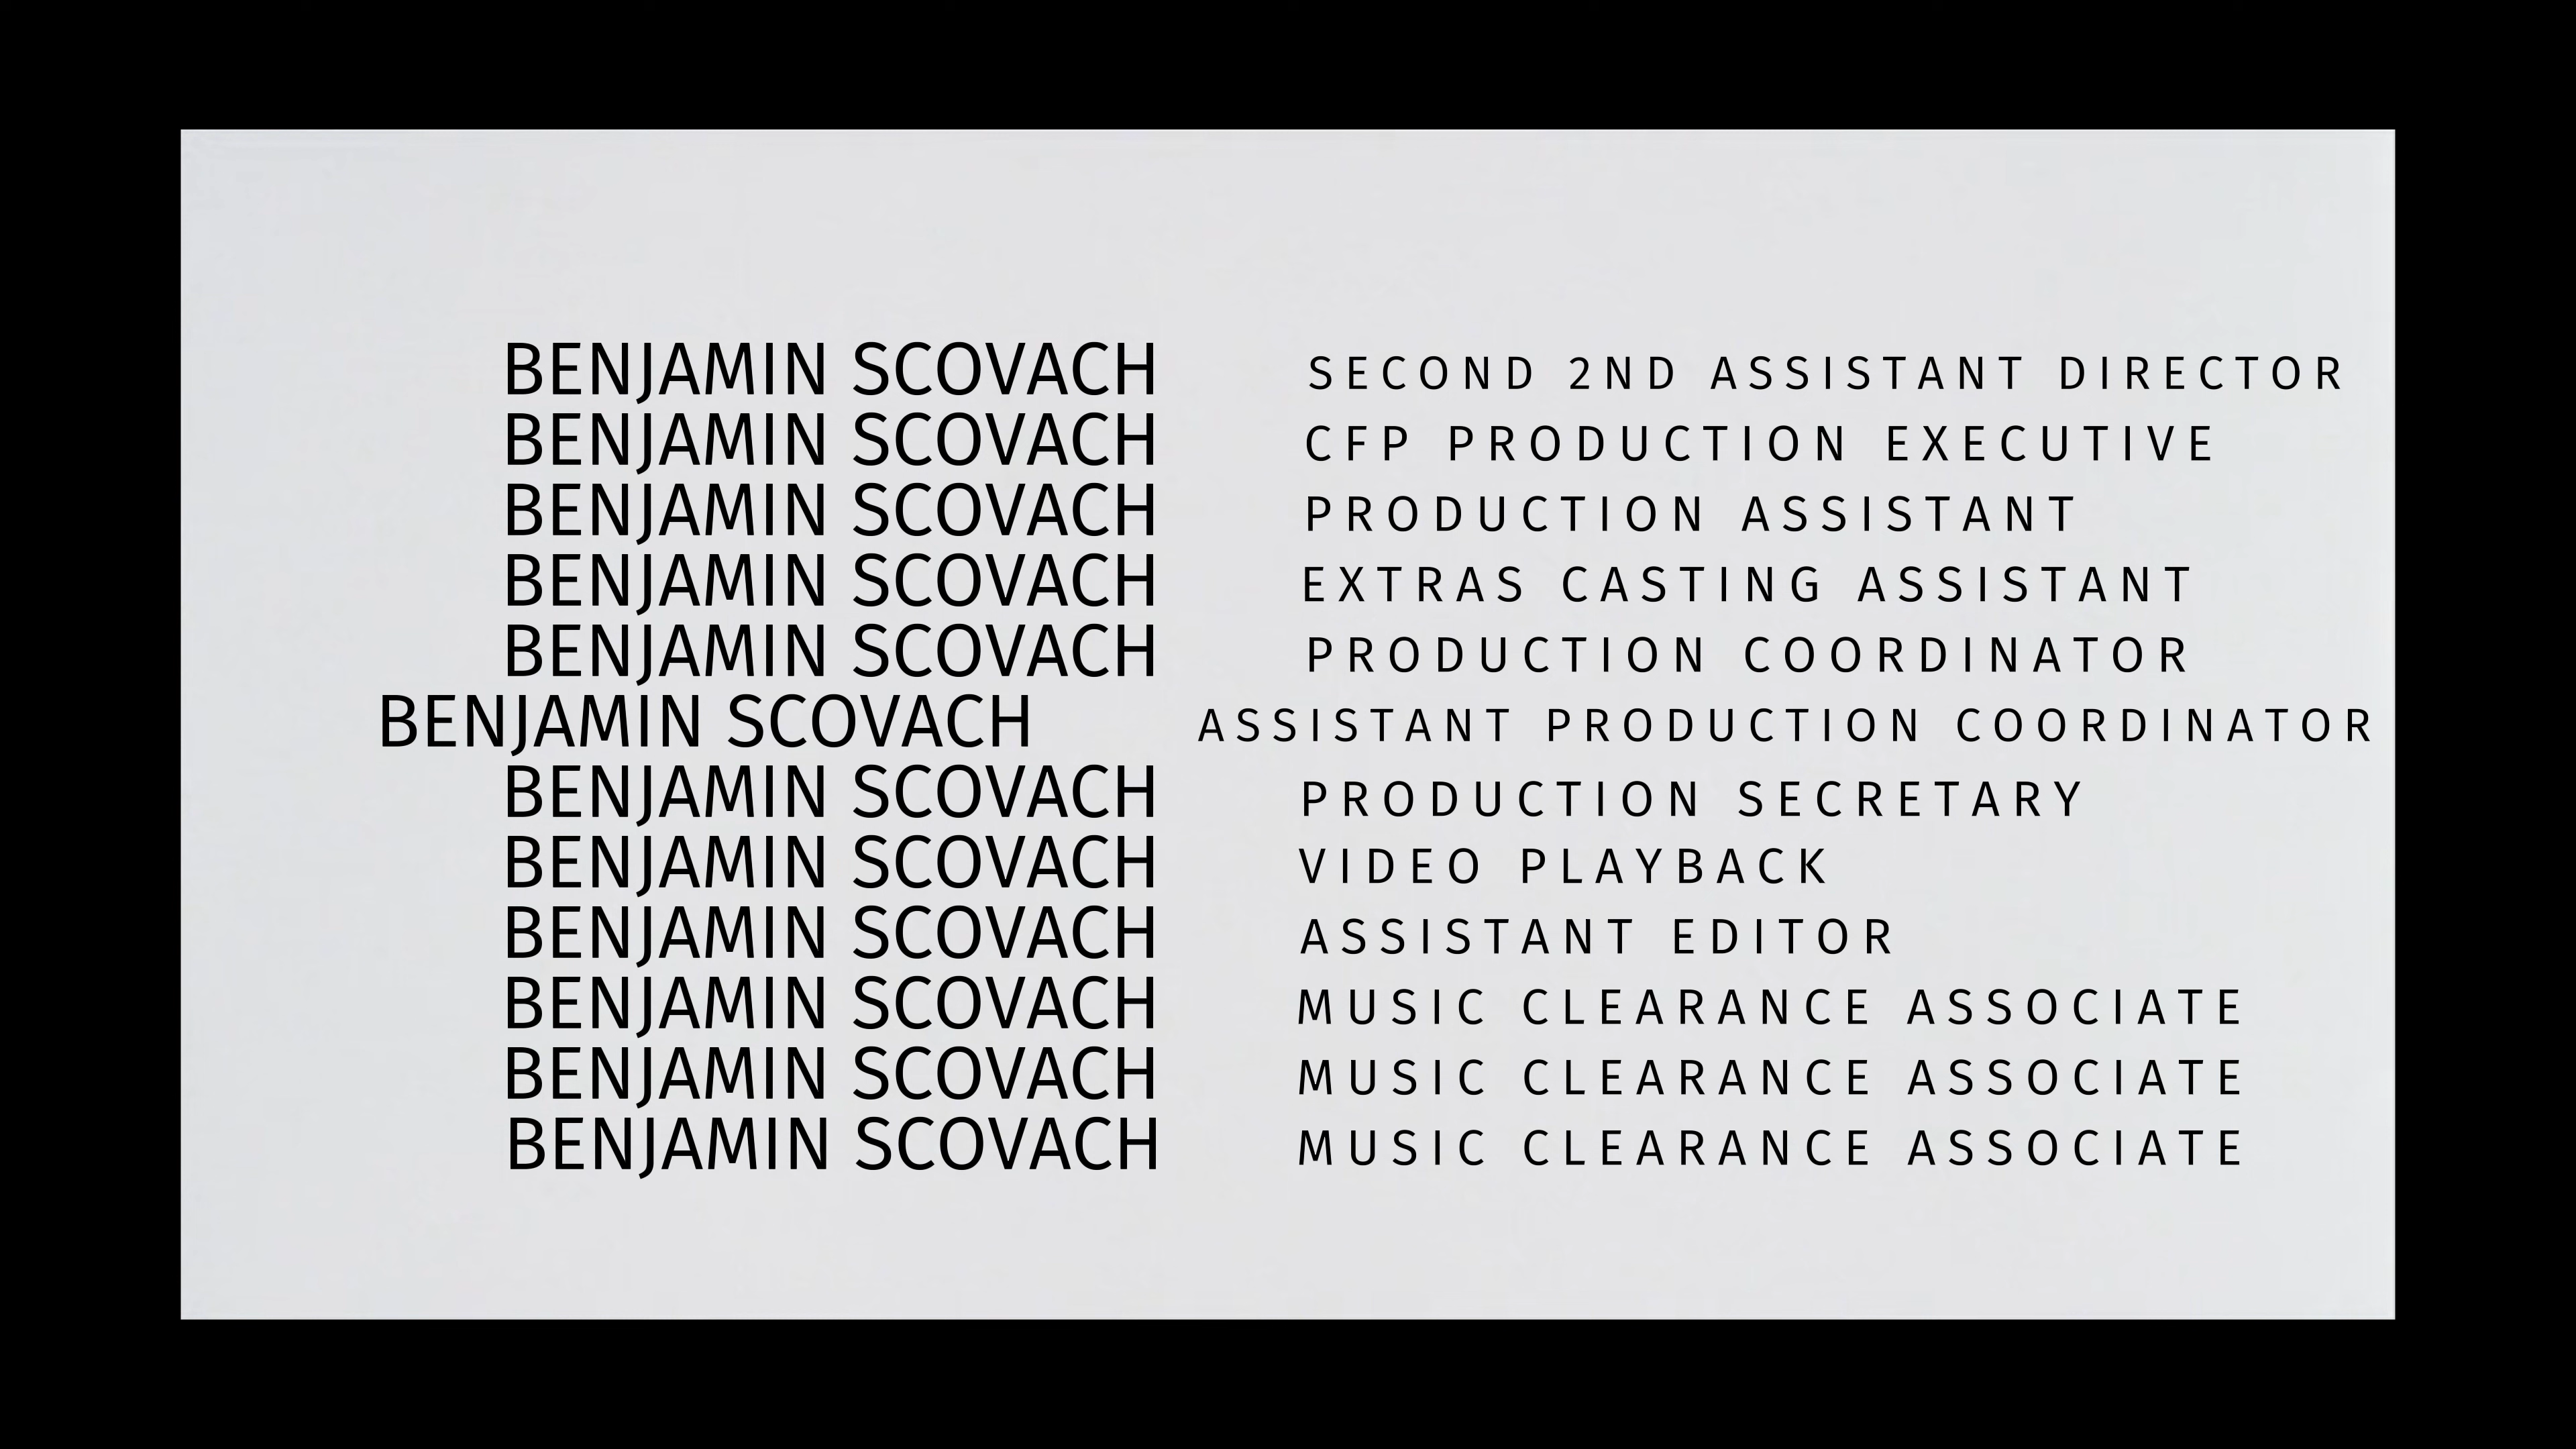 BENJAMIN SCOVACH SECOND 2ND ASSISTANT DIRECTOR
BENJAMIN SCOVACH CFP PRODUCTION EXECUTIVE
BENJAMIN SCOVACH PRODUCTION ASSISTANT
BENJAMIN SCOVACH EXTRAS CASTING ASSISTANT
BENJAMIN SCOVACH PRODUCTION COORDINATOR
BENJAMIN SCOVACH ASSISTANT PRODUCTION COORDINATOR
BENJAMIN SCOVACH PRODUCTION SECRETARY
BENJAMIN SCOVACH VIDEO PLAYBACK
BENJAMIN SCOVACH ASSISTANT EDITOR
BENJAMIN SCOVACH MUSIC CLEARANCE ASSOCIATE
BENJAMIN SCOVACH MUSIC CLEARANCE ASSOCIATE
BENJAMIN SCOVACH MUSIC CLEARANCE ASSOCIATE